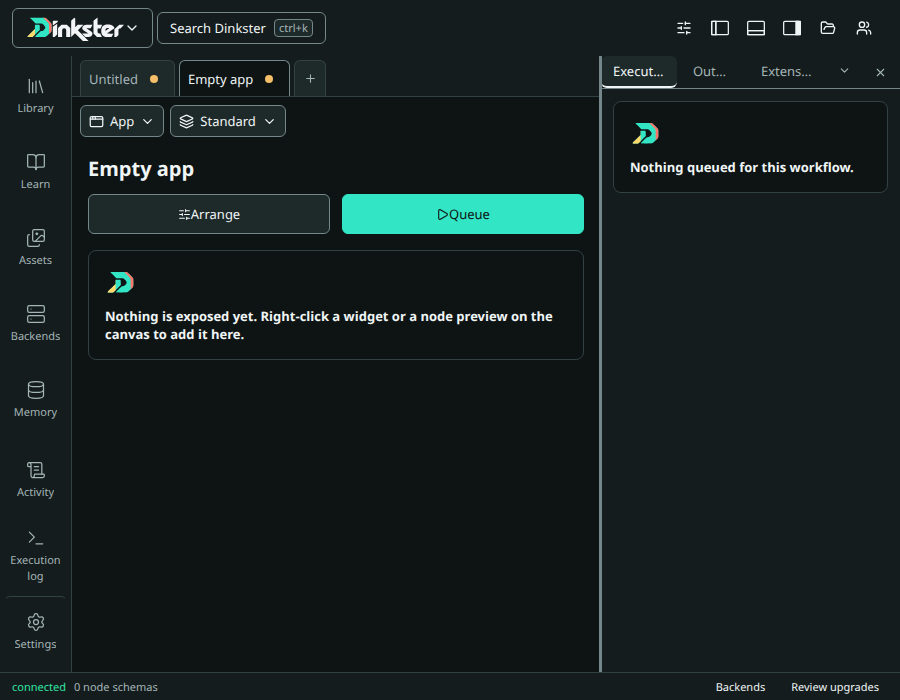 Dinkster
Search Dinkster ctrl+k
Library
Learn
Assets
Backends
Memory
Activity
Execution
log
Settings
Untitled
Empty app
App
Standard
Empty app
Arrange
Queue
Nothing is exposed yet. Right-click a widget or a node preview on the
canvas to add it here.
Execut...
Out...
Extens...
Nothing queued for this workflow.
connected 0 node schemas
Backends
Review upgrades